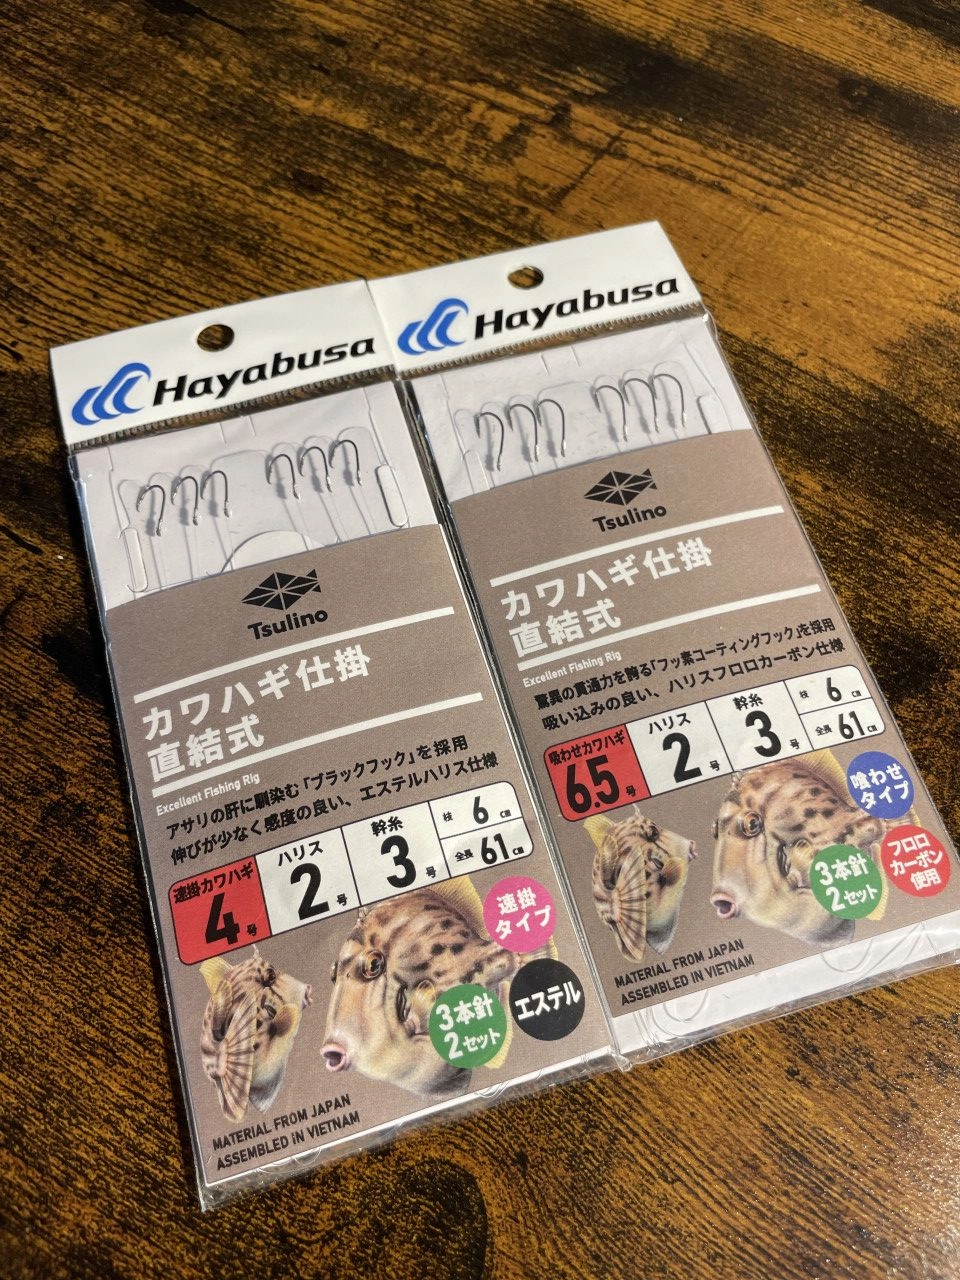 Hayabusa
Tsulino
カワハギ仕掛
直結式
Excellent Fishing Rig
アサリの肝に馴染む「ブラックフック」を採用
伸びが少なく感度の良い、エステルハリス仕様
速掛カワハギ
4号
ハリス
2号
幹糸
3号
枝 6cm
全長 61cm
速掛
タイプ
3本針
2セット
エステル
MATERIAL FROM JAPAN
ASSEMBLED IN VIETNAM
Hayabusa
Tsulino
カワハギ仕掛
直結式
Excellent Fishing Rig
驚異の貫通力を誇る「フッ素コーティングフック」を採用
吸い込みの良い、ハリスフロロカーボン仕様
吸わせカワハギ
6.5号
ハリス
2号
幹糸
3号
枝 6cm
全長 61cm
喰わせ
タイプ
3本針
2セット
フロロ
カーボン
使用
MATERIAL FROM JAPAN
ASSEMBLED IN VIETNAM